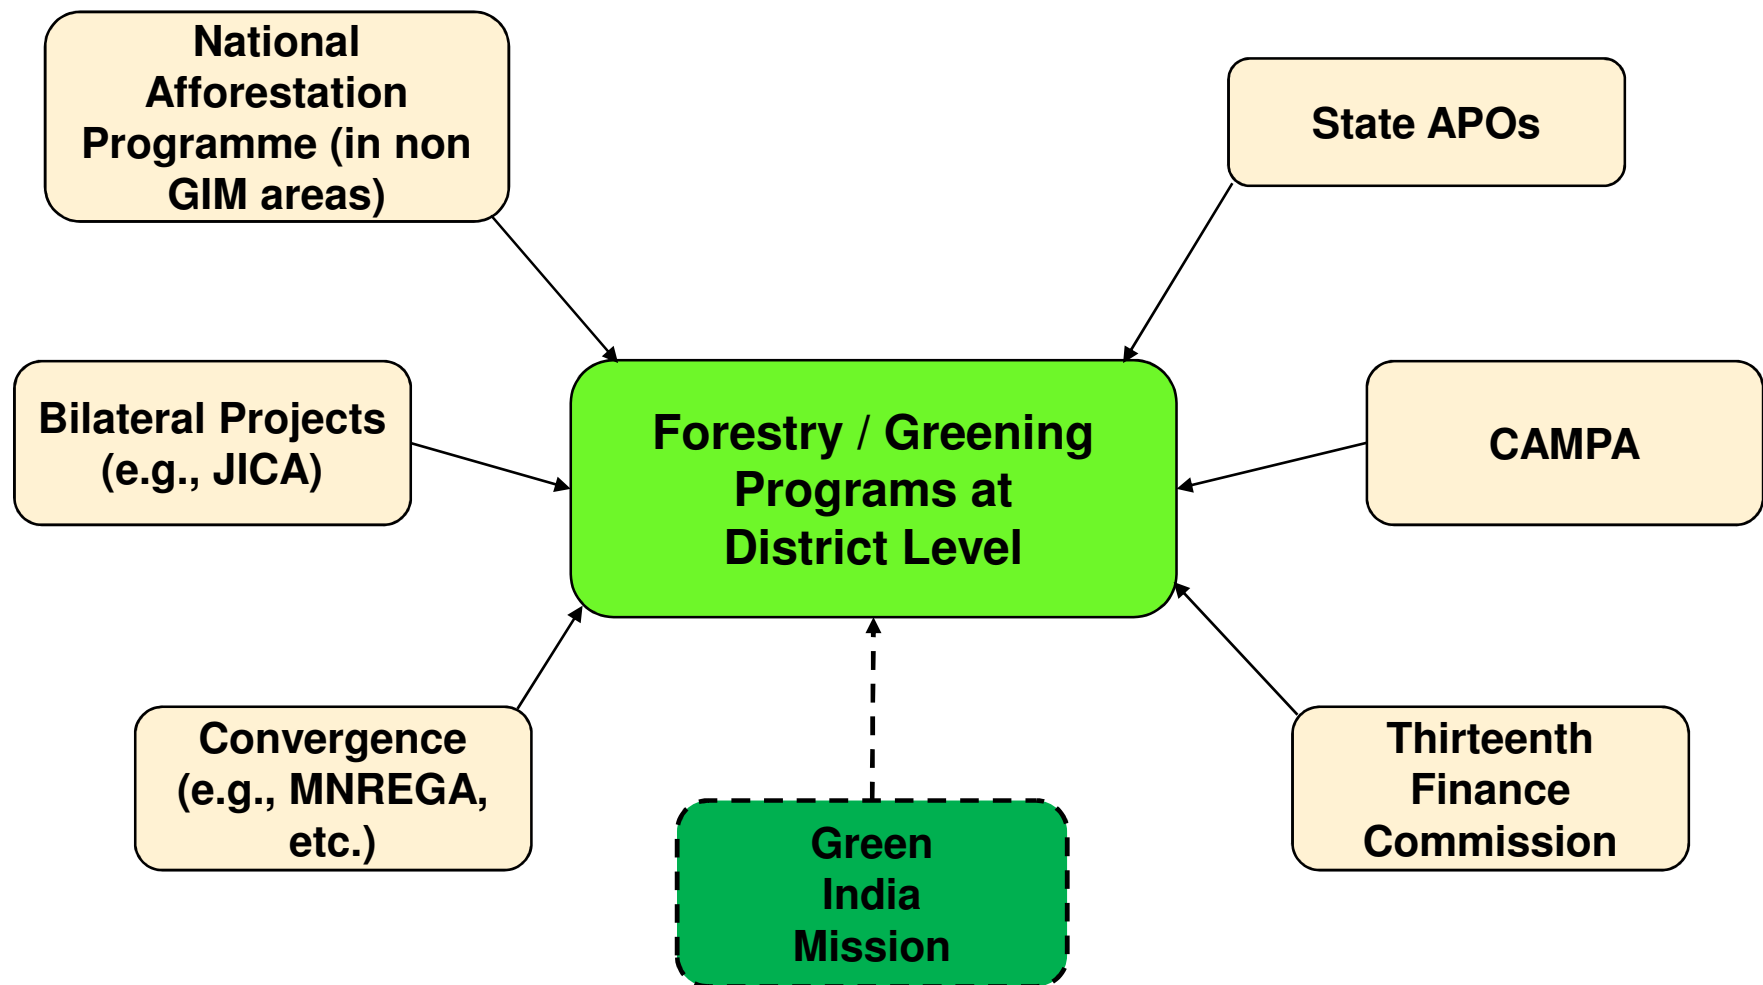 National
Afforestation
Programme (in non
GIM areas)
State APOs
Bilateral Projects
(e.g., JICA)
Forestry / Greening
Programs at
District Level
CAMPA
Convergence
(e.g., MNREGA,
etc.)
Green
India
Mission
Thirteenth
Finance
Commission